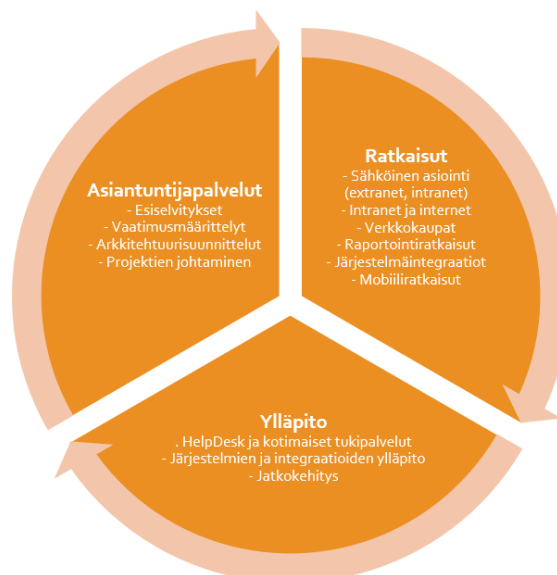 Asiantuntijapalvelut
- Esiselvitykset
- Vaatimusmäärittelyt
- Arkkitehtuurisuunnittelut
- Projektien johtaminen
Ratkaisut
- Sähköinen asiointi
(extranet, intranet)
- Intranet ja internet
- Verkkokaupat
- Raportointiratkaisut
- Järjestelmäintegraatiot
- Mobiiliratkaisut
Ylläpito
. HelpDesk ja kotimaiset tukipalvelut
- Järjestelmien ja integraatioiden ylläpito
- Jatkokehitys